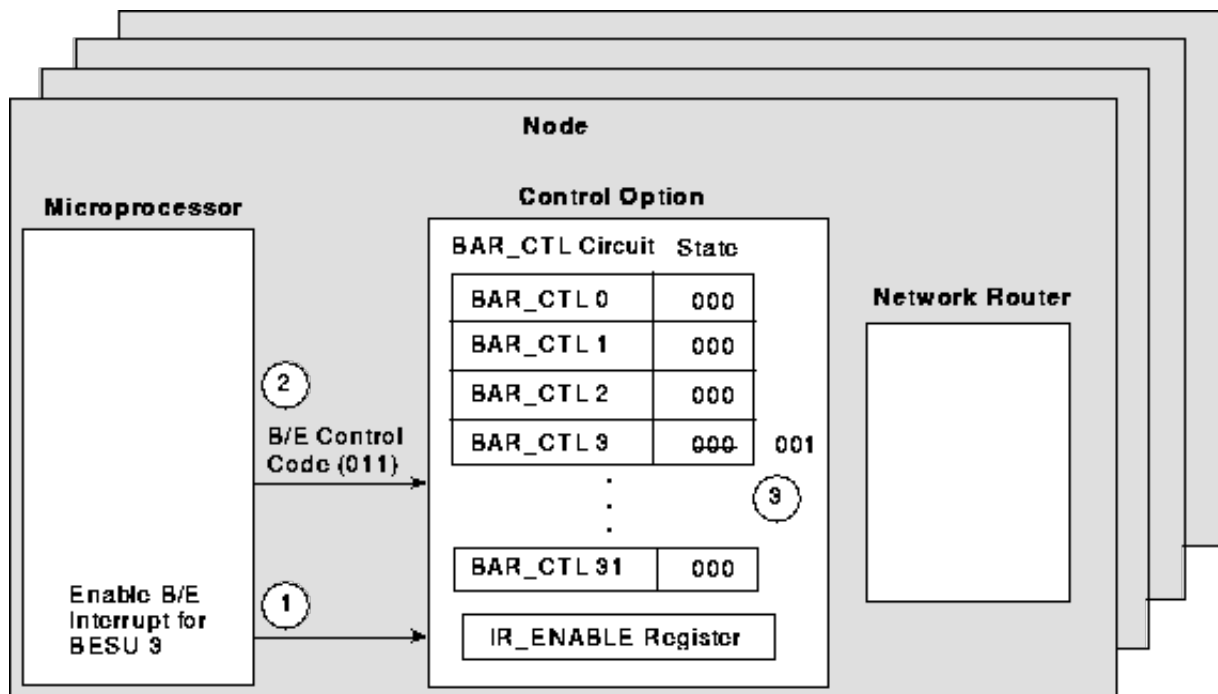 Node
Microprocessor
Control Option
BAR_CTL Circuit State
BAR_CTL 0 000
BAR_CTL 1 000
BAR_CTL 2 000
BAR_CTL 3 000 001
3
BAR_CTL 31 000
IR_ENABLE Register
Network Router
2
B/E Control
Code (011)
1
Enable B/E
Interrupt for
BESU 3